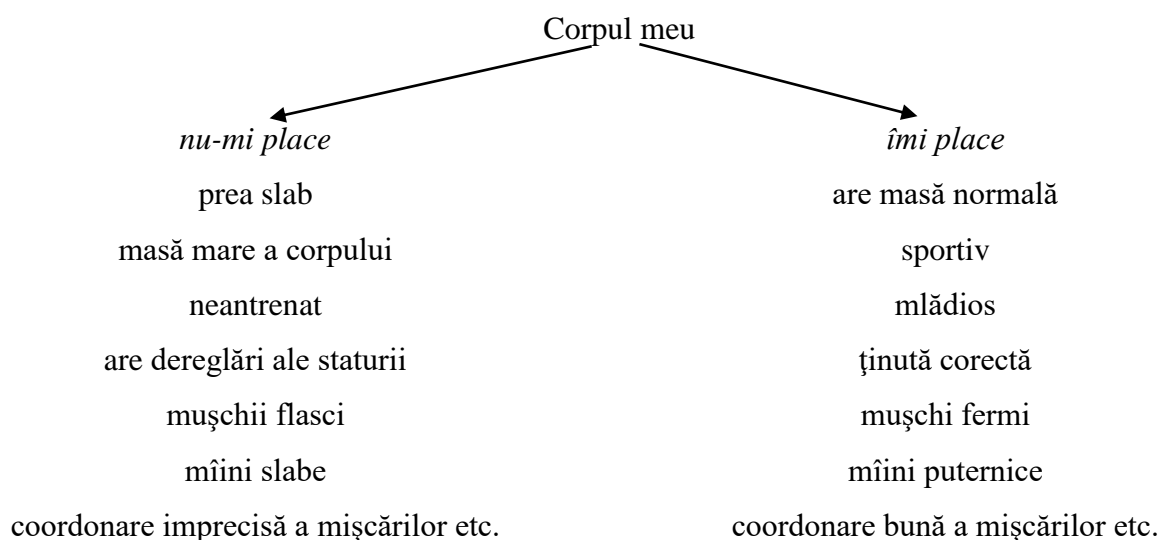 Corpul meu
nu-mi place
îmi place
prea slab
are masă normală
masă mare a corpului
sportiv
neantrenat
mlădios
are dereglări ale staturii
ţinută corectă
muşchii flasci
muşchi fermi
mîini slabe
mîini puternice
coordonare imprecisă a mişcărilor etc.
coordonare bună a mişcărilor etc.